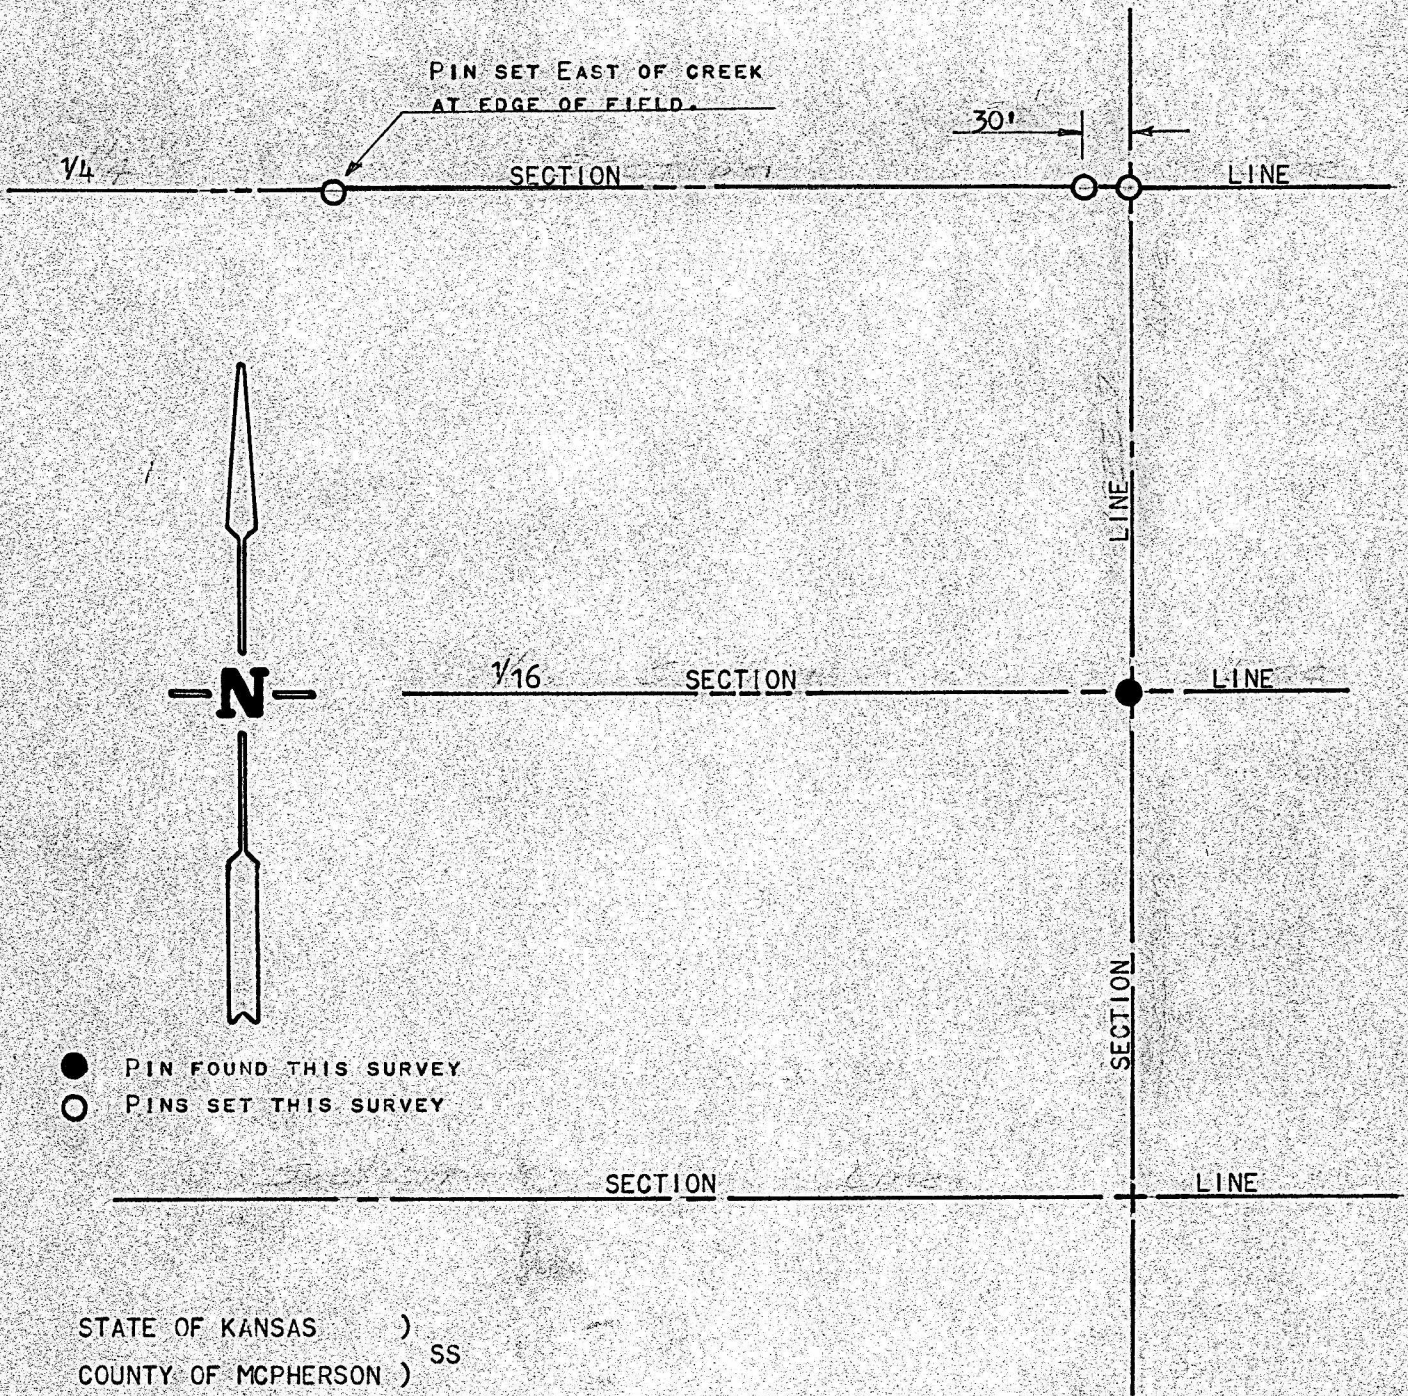 PIN SET EAST OF CREEK
AT EDGE OF FIELD.
30'
1/4 SECTION LINE
LINE
1/16 SECTION LINE
N
SECTION
PIN FOUND THIS SURVEY
PINS SET THIS SURVEY
SECTION LINE
STATE OF KANSAS )
SS
COUNTY OF MCPHERSON )